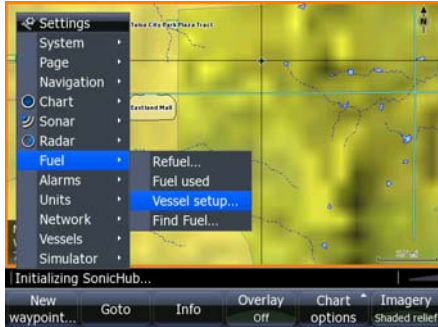 Settings
Tulsa City Park Plaza Tract
N
System
Page
Navigation
Eastland Mall
Chart
Sonar
Radar
Fuel
Refuel...
Alarms
Fuel used
Units
Vessel setup...
Network
Find Fuel...
Vessels
Simulator
Initializing SonicHub...
New waypoint...
Goto
Info
Overlay
Off
Chart options
Imagery
Shaded relief